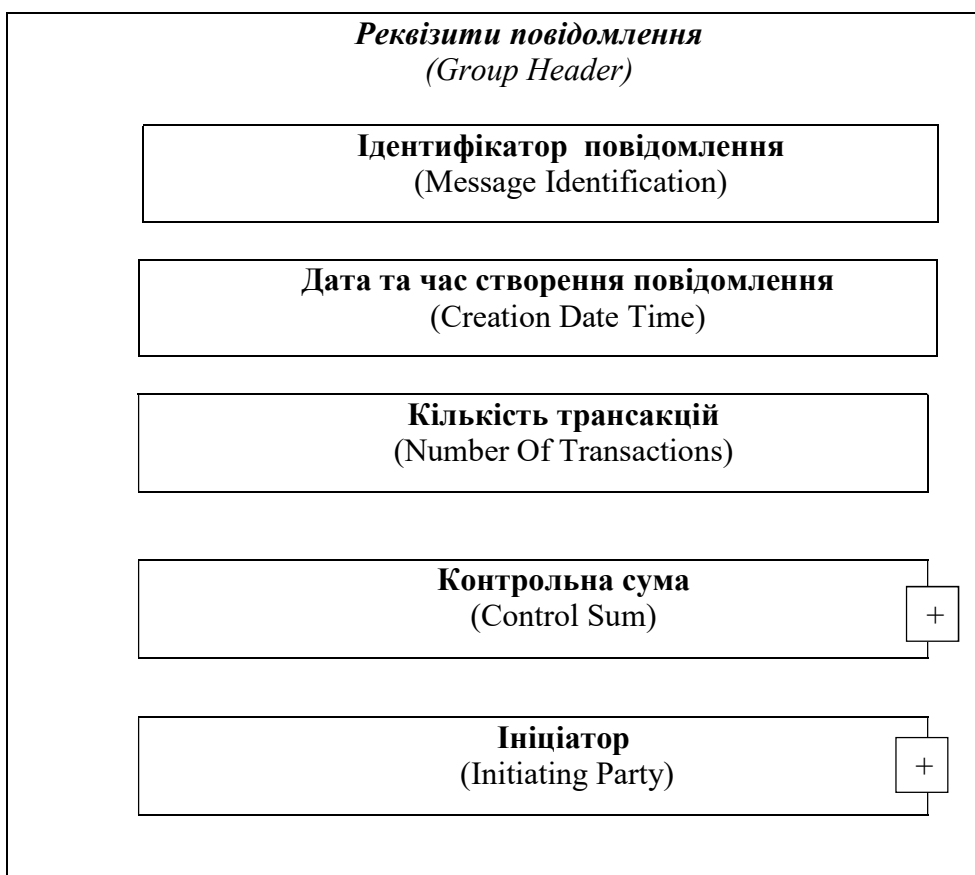 Реквізити повідомлення
(Group Header)
Ідентифікатор повідомлення
(Message Identification)
Дата та час створення повідомлення
(Creation Date Time)
Кількість трансакцій
(Number Of Transactions)
Контрольна сума
(Control Sum)
+
Ініціатор
(Initiating Party)
+